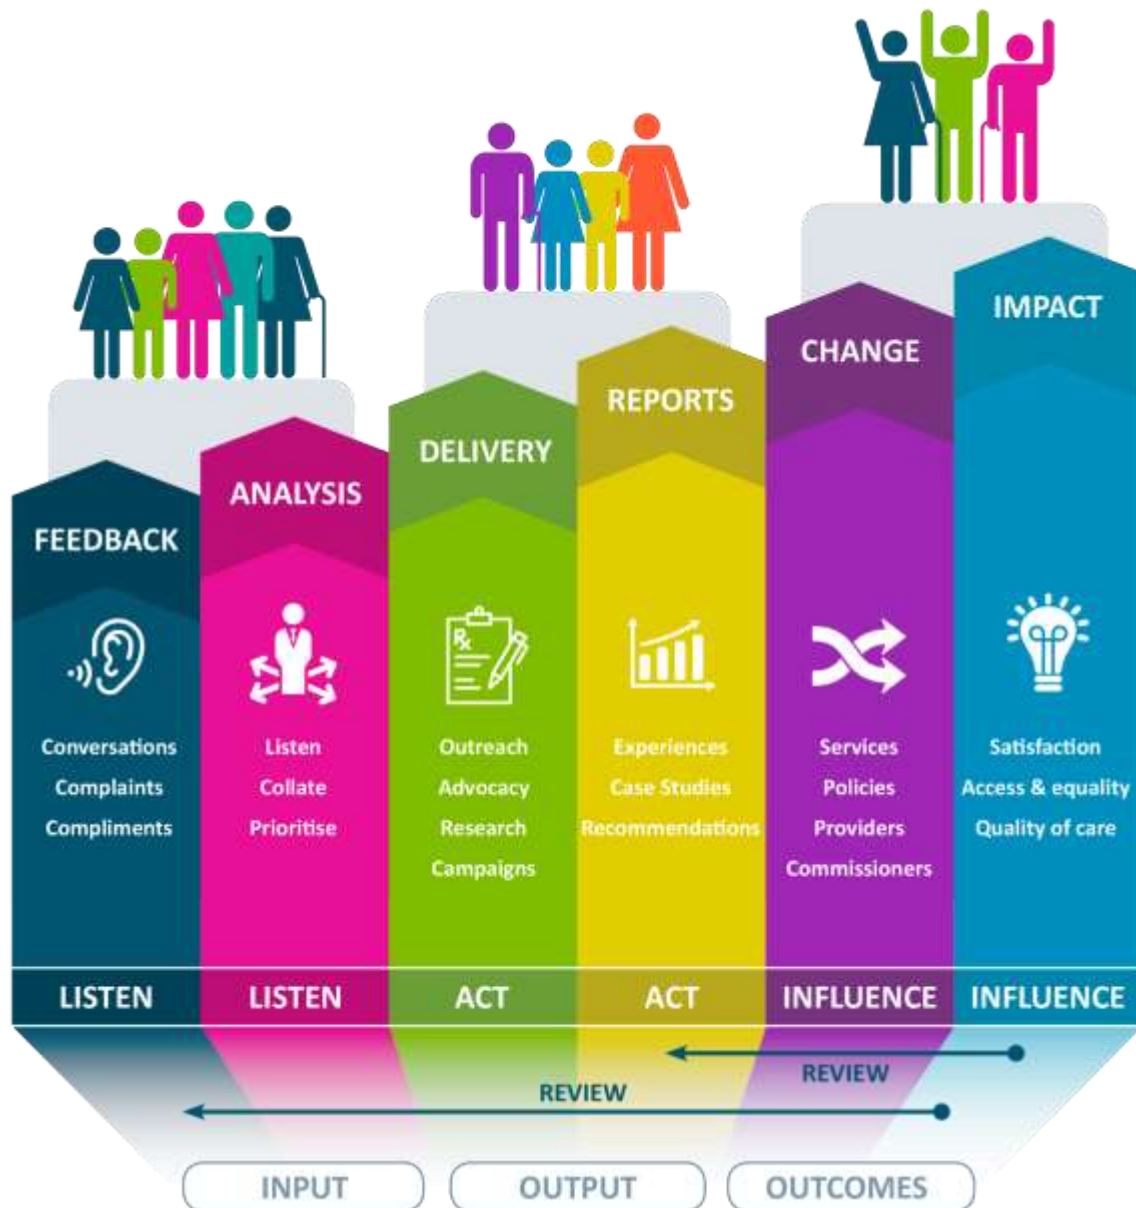 FEEDBACK
Conversations
Complaints
Compliments
LISTEN
ANALYSIS
Listen
Collate
Prioritise
LISTEN
DELIVERY
Rx
Outreach
Advocacy
Research
Campaigns
ACT
REPORTS
Experiences
Case Studies
Recommendations
ACT
CHANGE
Services
Policies
Providers
Commissioners
INFLUENCE
IMPACT
Satisfaction
Access & equality
Quality of care
INFLUENCE
REVIEW
REVIEW
INPUT
OUTPUT
OUTCOMES